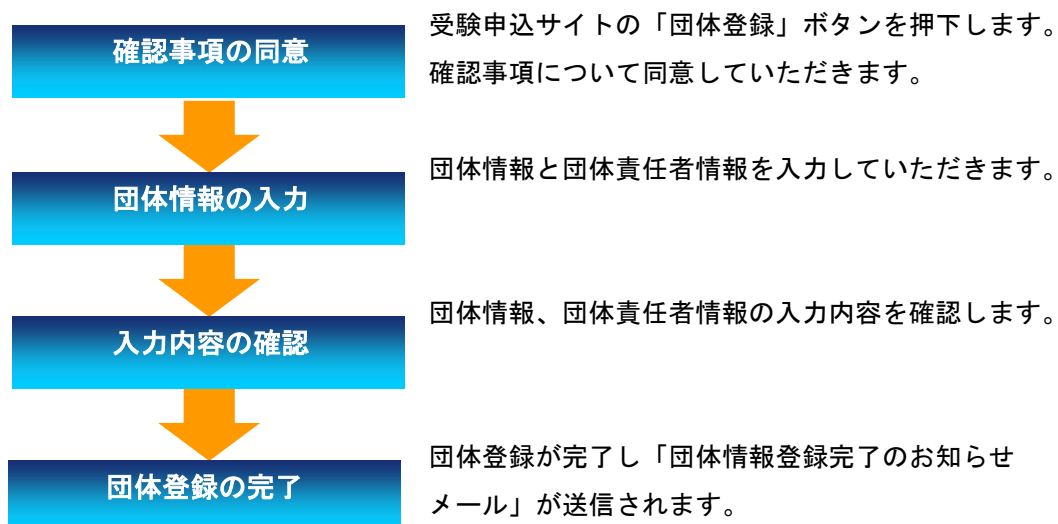 確認事項の同意
受験申込サイトの「団体登録」ボタンを押下します。
確認事項について同意していただきます。
団体情報の入力
団体情報と団体責任者情報を入力していただきます。
入力内容の確認
団体情報、団体責任者情報の入力内容を確認します。
団体登録の完了
団体登録が完了し「団体情報登録完了のお知らせ
メール」が送信されます。